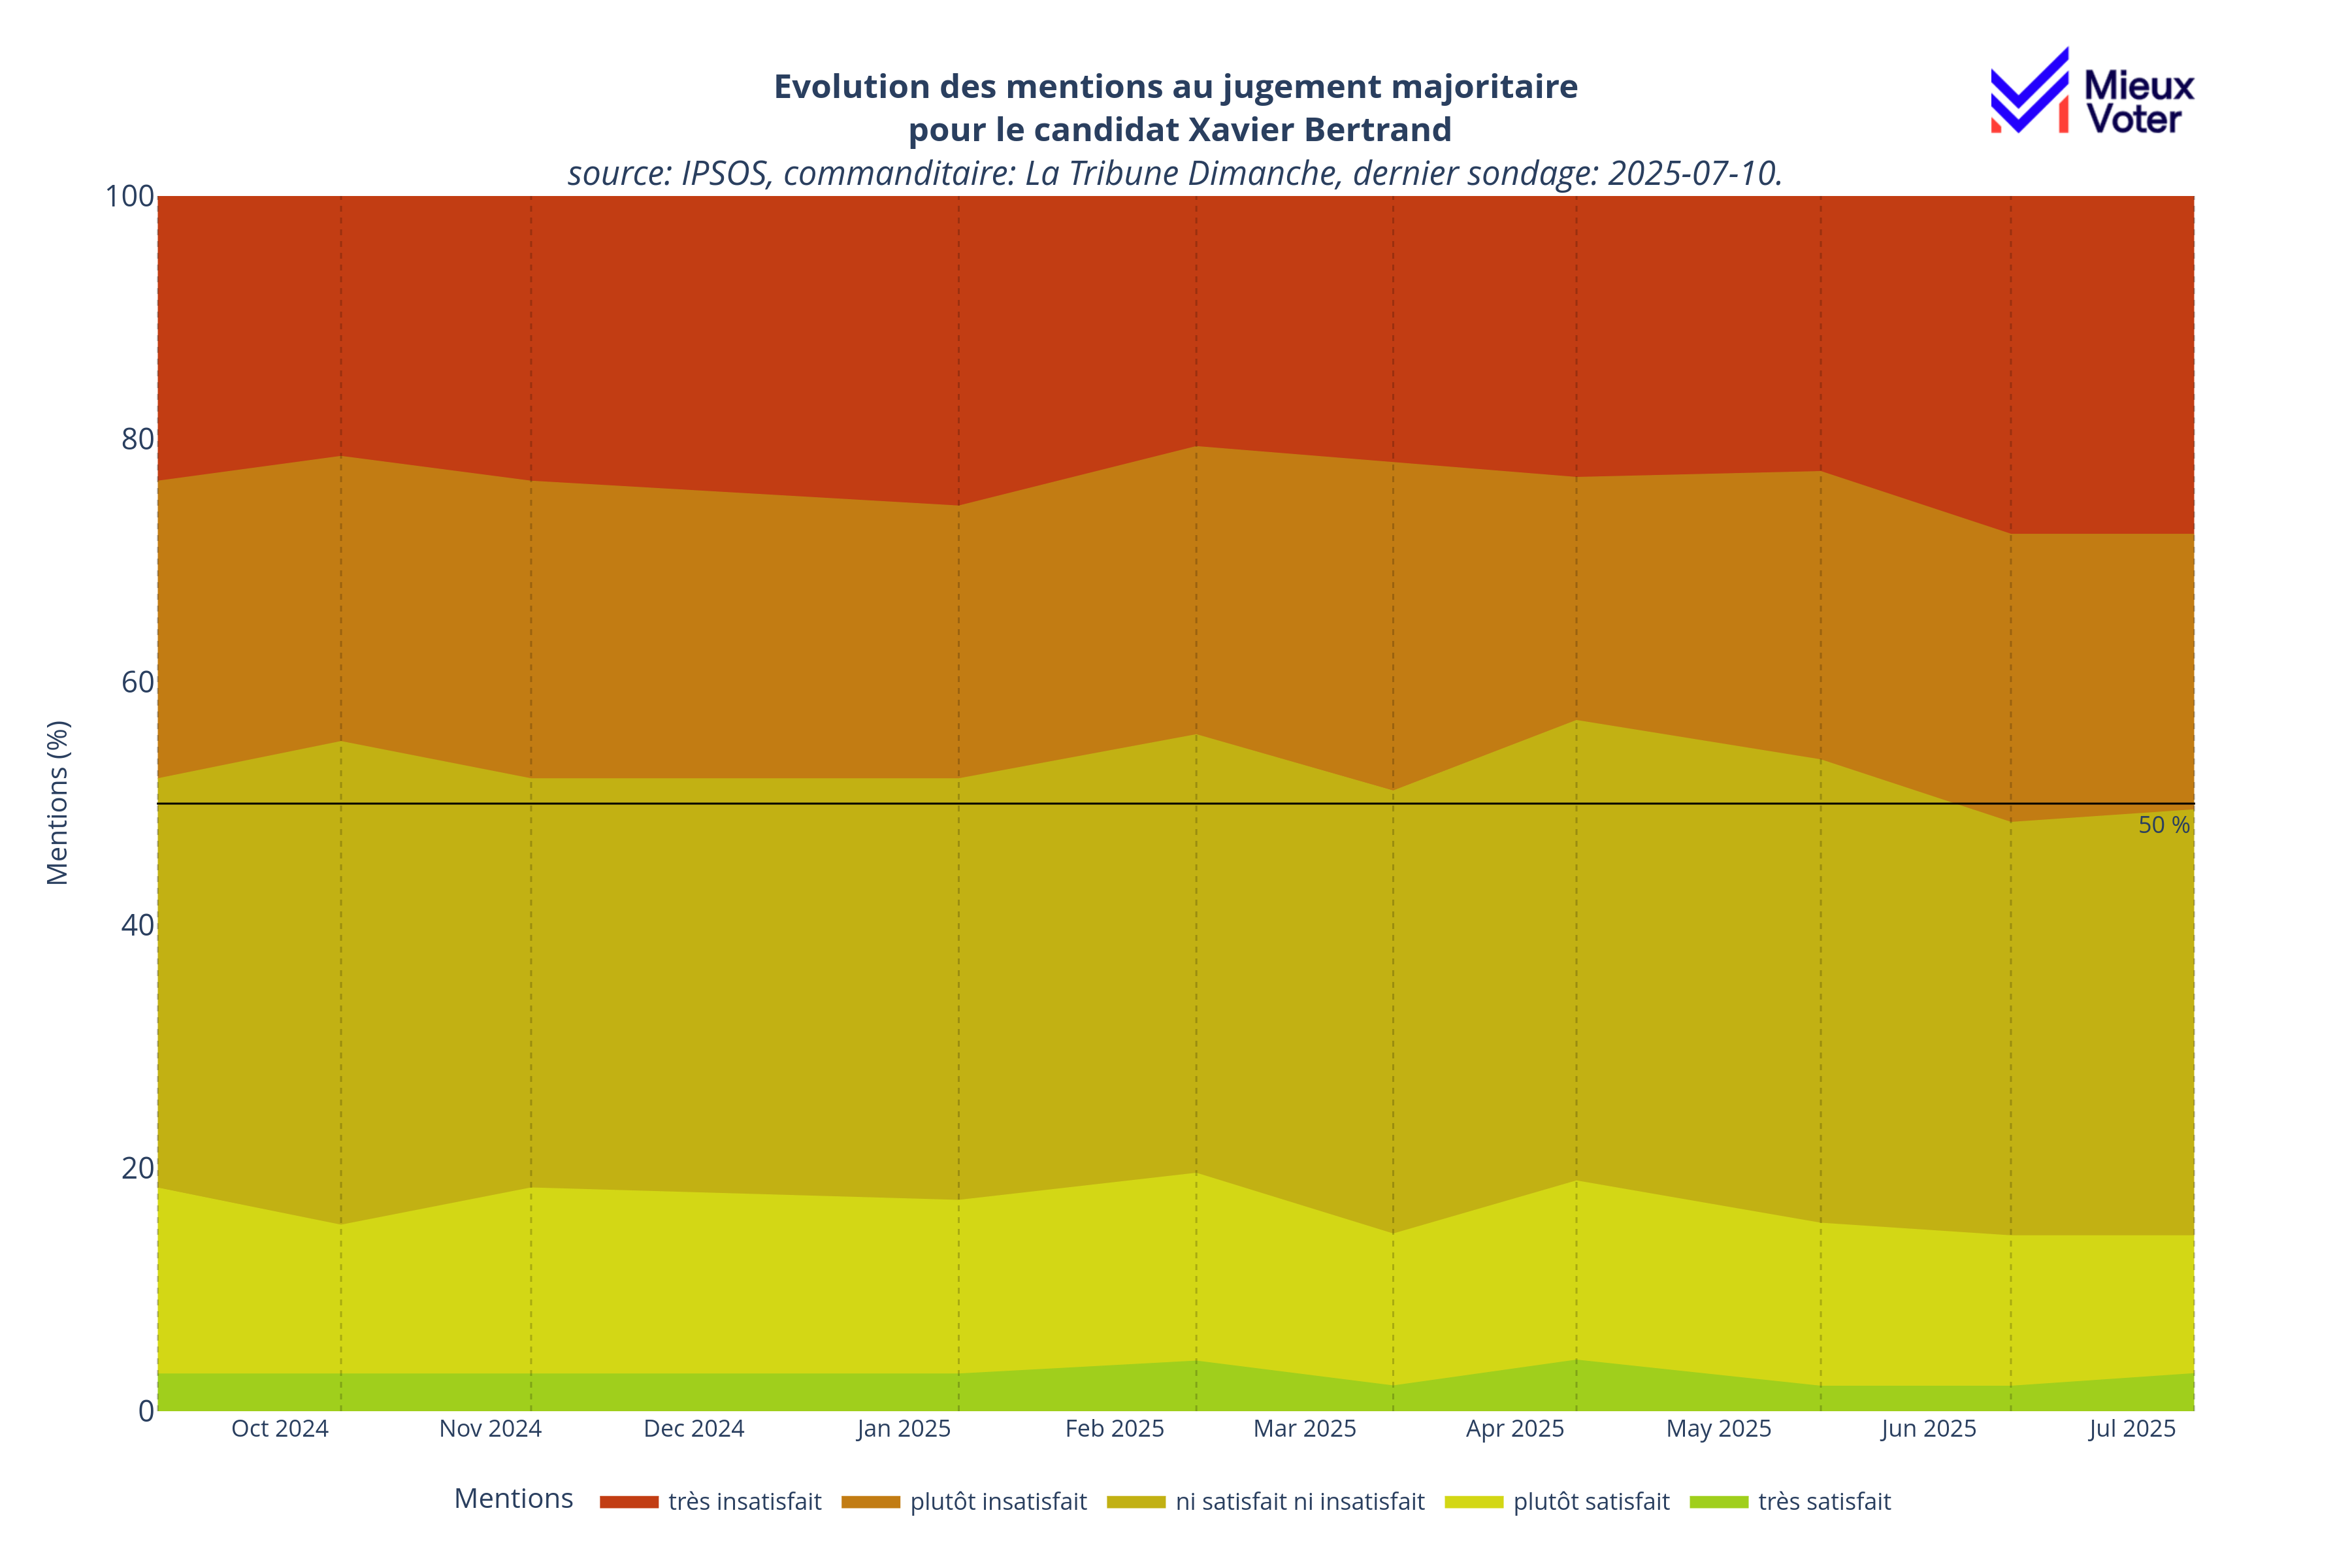 Evolution des mentions au jugement majoritaire
pour le candidat Xavier Bertrand
source: IPSOS, commanditaire: La Tribune Dimanche, dernier sondage: 2025-07-10.
Mieux
Voter
100
80
60
40
20
0
Mentions (%)
50 %
Oct 2024
Nov 2024
Dec 2024
Jan 2025
Feb 2025
Mar 2025
Apr 2025
May 2025
Jun 2025
Jul 2025
Mentions
très insatisfait
plutôt insatisfait
ni satisfait ni insatisfait
plutôt satisfait
très satisfait